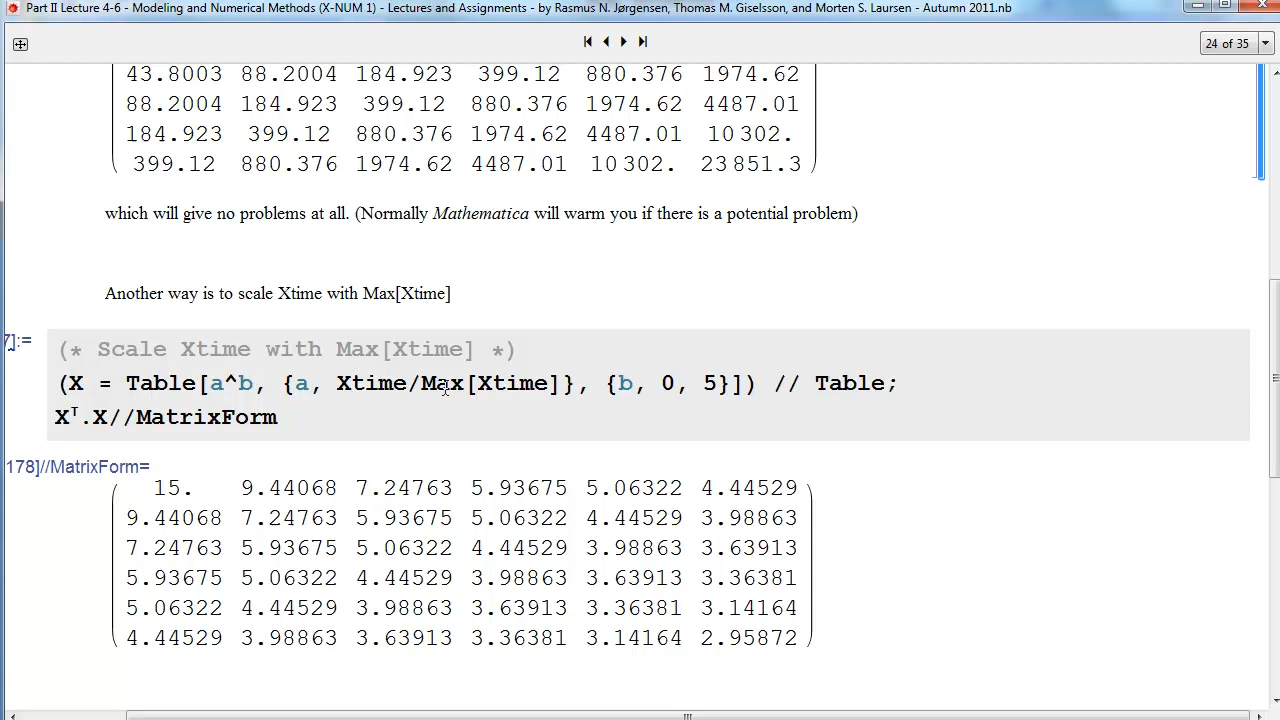 Part II Lecture 4-6 - Modeling and Numerical Methods (X-NUM 1) - Lectures and Assignments - by Rasmus N. Jørgensen, Thomas M. Giselsson, and Morten S. Laursen - Autumn 2011.nb
24 of 35
43.8003 88.2004 184.923 399.12 880.376 1974.62
88.2004 184.923 399.12 880.376 1974.62 4487.01
184.923 399.12 880.376 1974.62 4487.01 10 302.
399.12 880.376 1974.62 4487.01 10 302. 23 851.3
which will give no problems at all. (Normally Mathematica will warm you if there is a potential problem)
Another way is to scale Xtime with Max[Xtime]
7]:= (* Scale Xtime with Max[Xtime] *)
(X = Table[a^b, {a, Xtime/Max[Xtime]}, {b, 0, 5}]) // Table;
Xᵀ.X//MatrixForm
178]//MatrixForm=
15. 9.44068 7.24763 5.93675 5.06322 4.44529
9.44068 7.24763 5.93675 5.06322 4.44529 3.98863
7.24763 5.93675 5.06322 4.44529 3.98863 3.63913
5.93675 5.06322 4.44529 3.98863 3.63913 3.36381
5.06322 4.44529 3.98863 3.63913 3.36381 3.14164
4.44529 3.98863 3.63913 3.36381 3.14164 2.95872